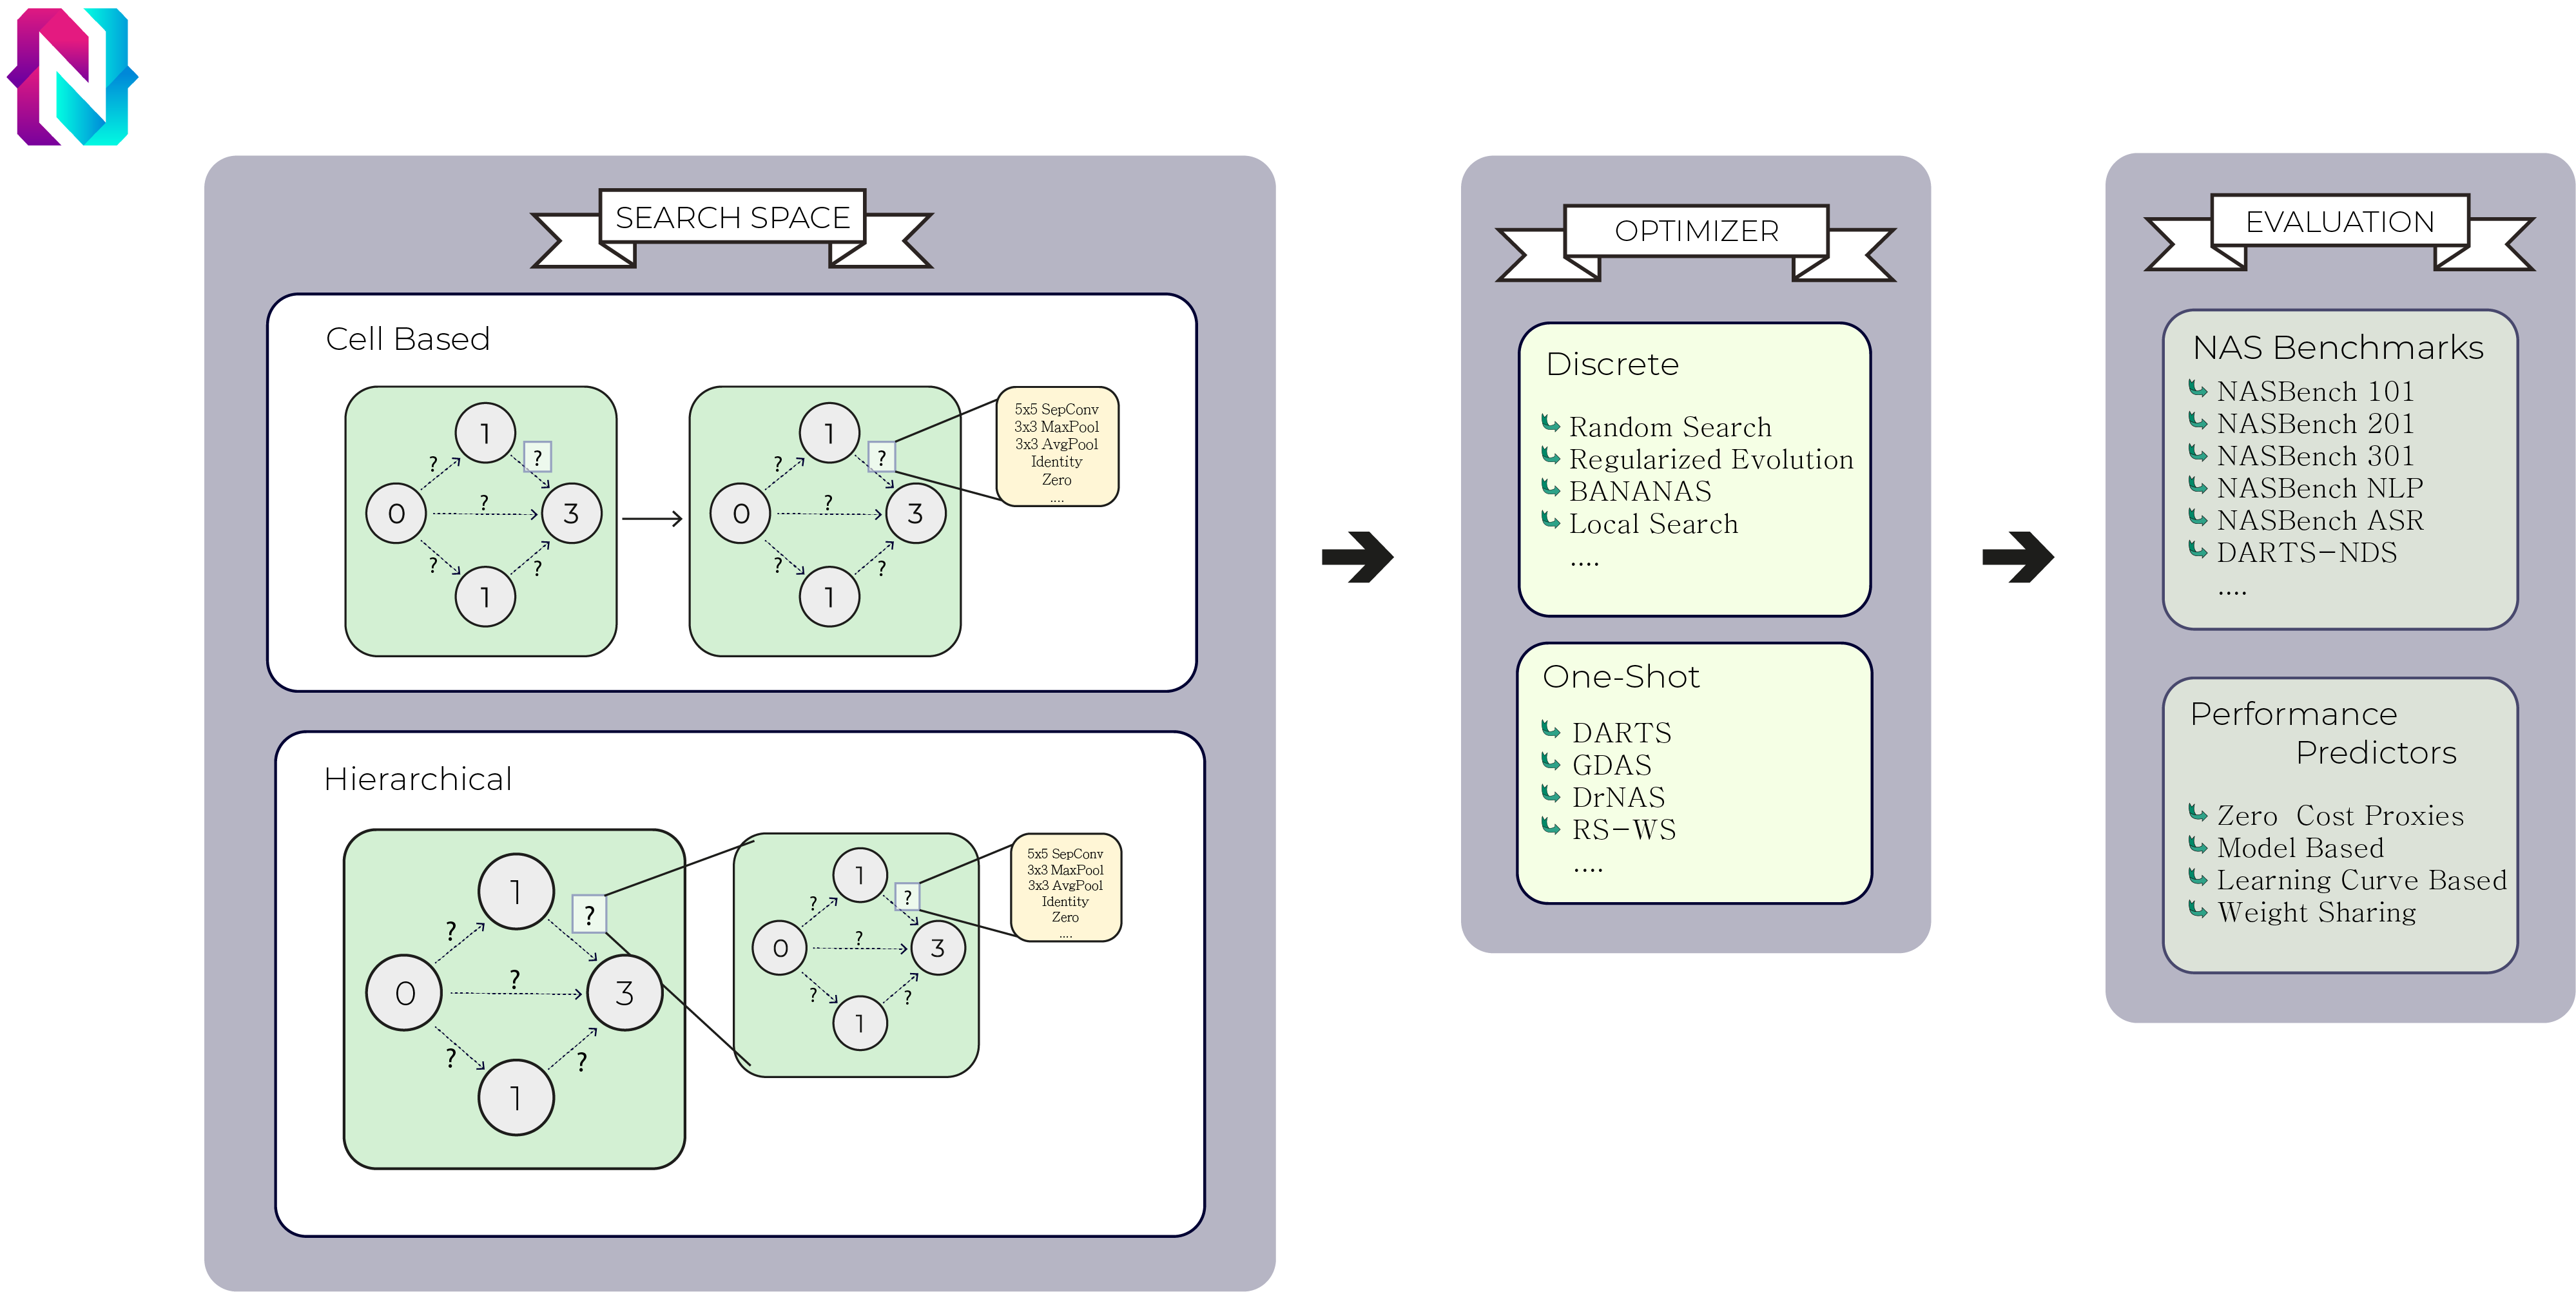 SEARCH SPACE
Cell Based
1
?
?
0
?
3
?
?
1
1
?
?
0
?
3
?
?
1
5x5 SepConv
3x3 MaxPool
3x3 AvgPool
Identity
Zero
....
Hierarchical
1
?
?
0
?
3
?
?
1
1
?
?
0
?
3
?
?
1
5x5 SepConv
3x3 MaxPool
3x3 AvgPool
Identity
Zero
....
OPTIMIZER
Discrete
Random Search
Regularized Evolution
BANANAS
Local Search
....
One-Shot
DARTS
GDAS
DrNAS
RS-WS
....
EVALUATION
NAS Benchmarks
NASBench 101
NASBench 201
NASBench 301
NASBench NLP
NASBench ASR
DARTS-NDS
....
Performance
Predictors
Zero Cost Proxies
Model Based
Learning Curve Based
Weight Sharing